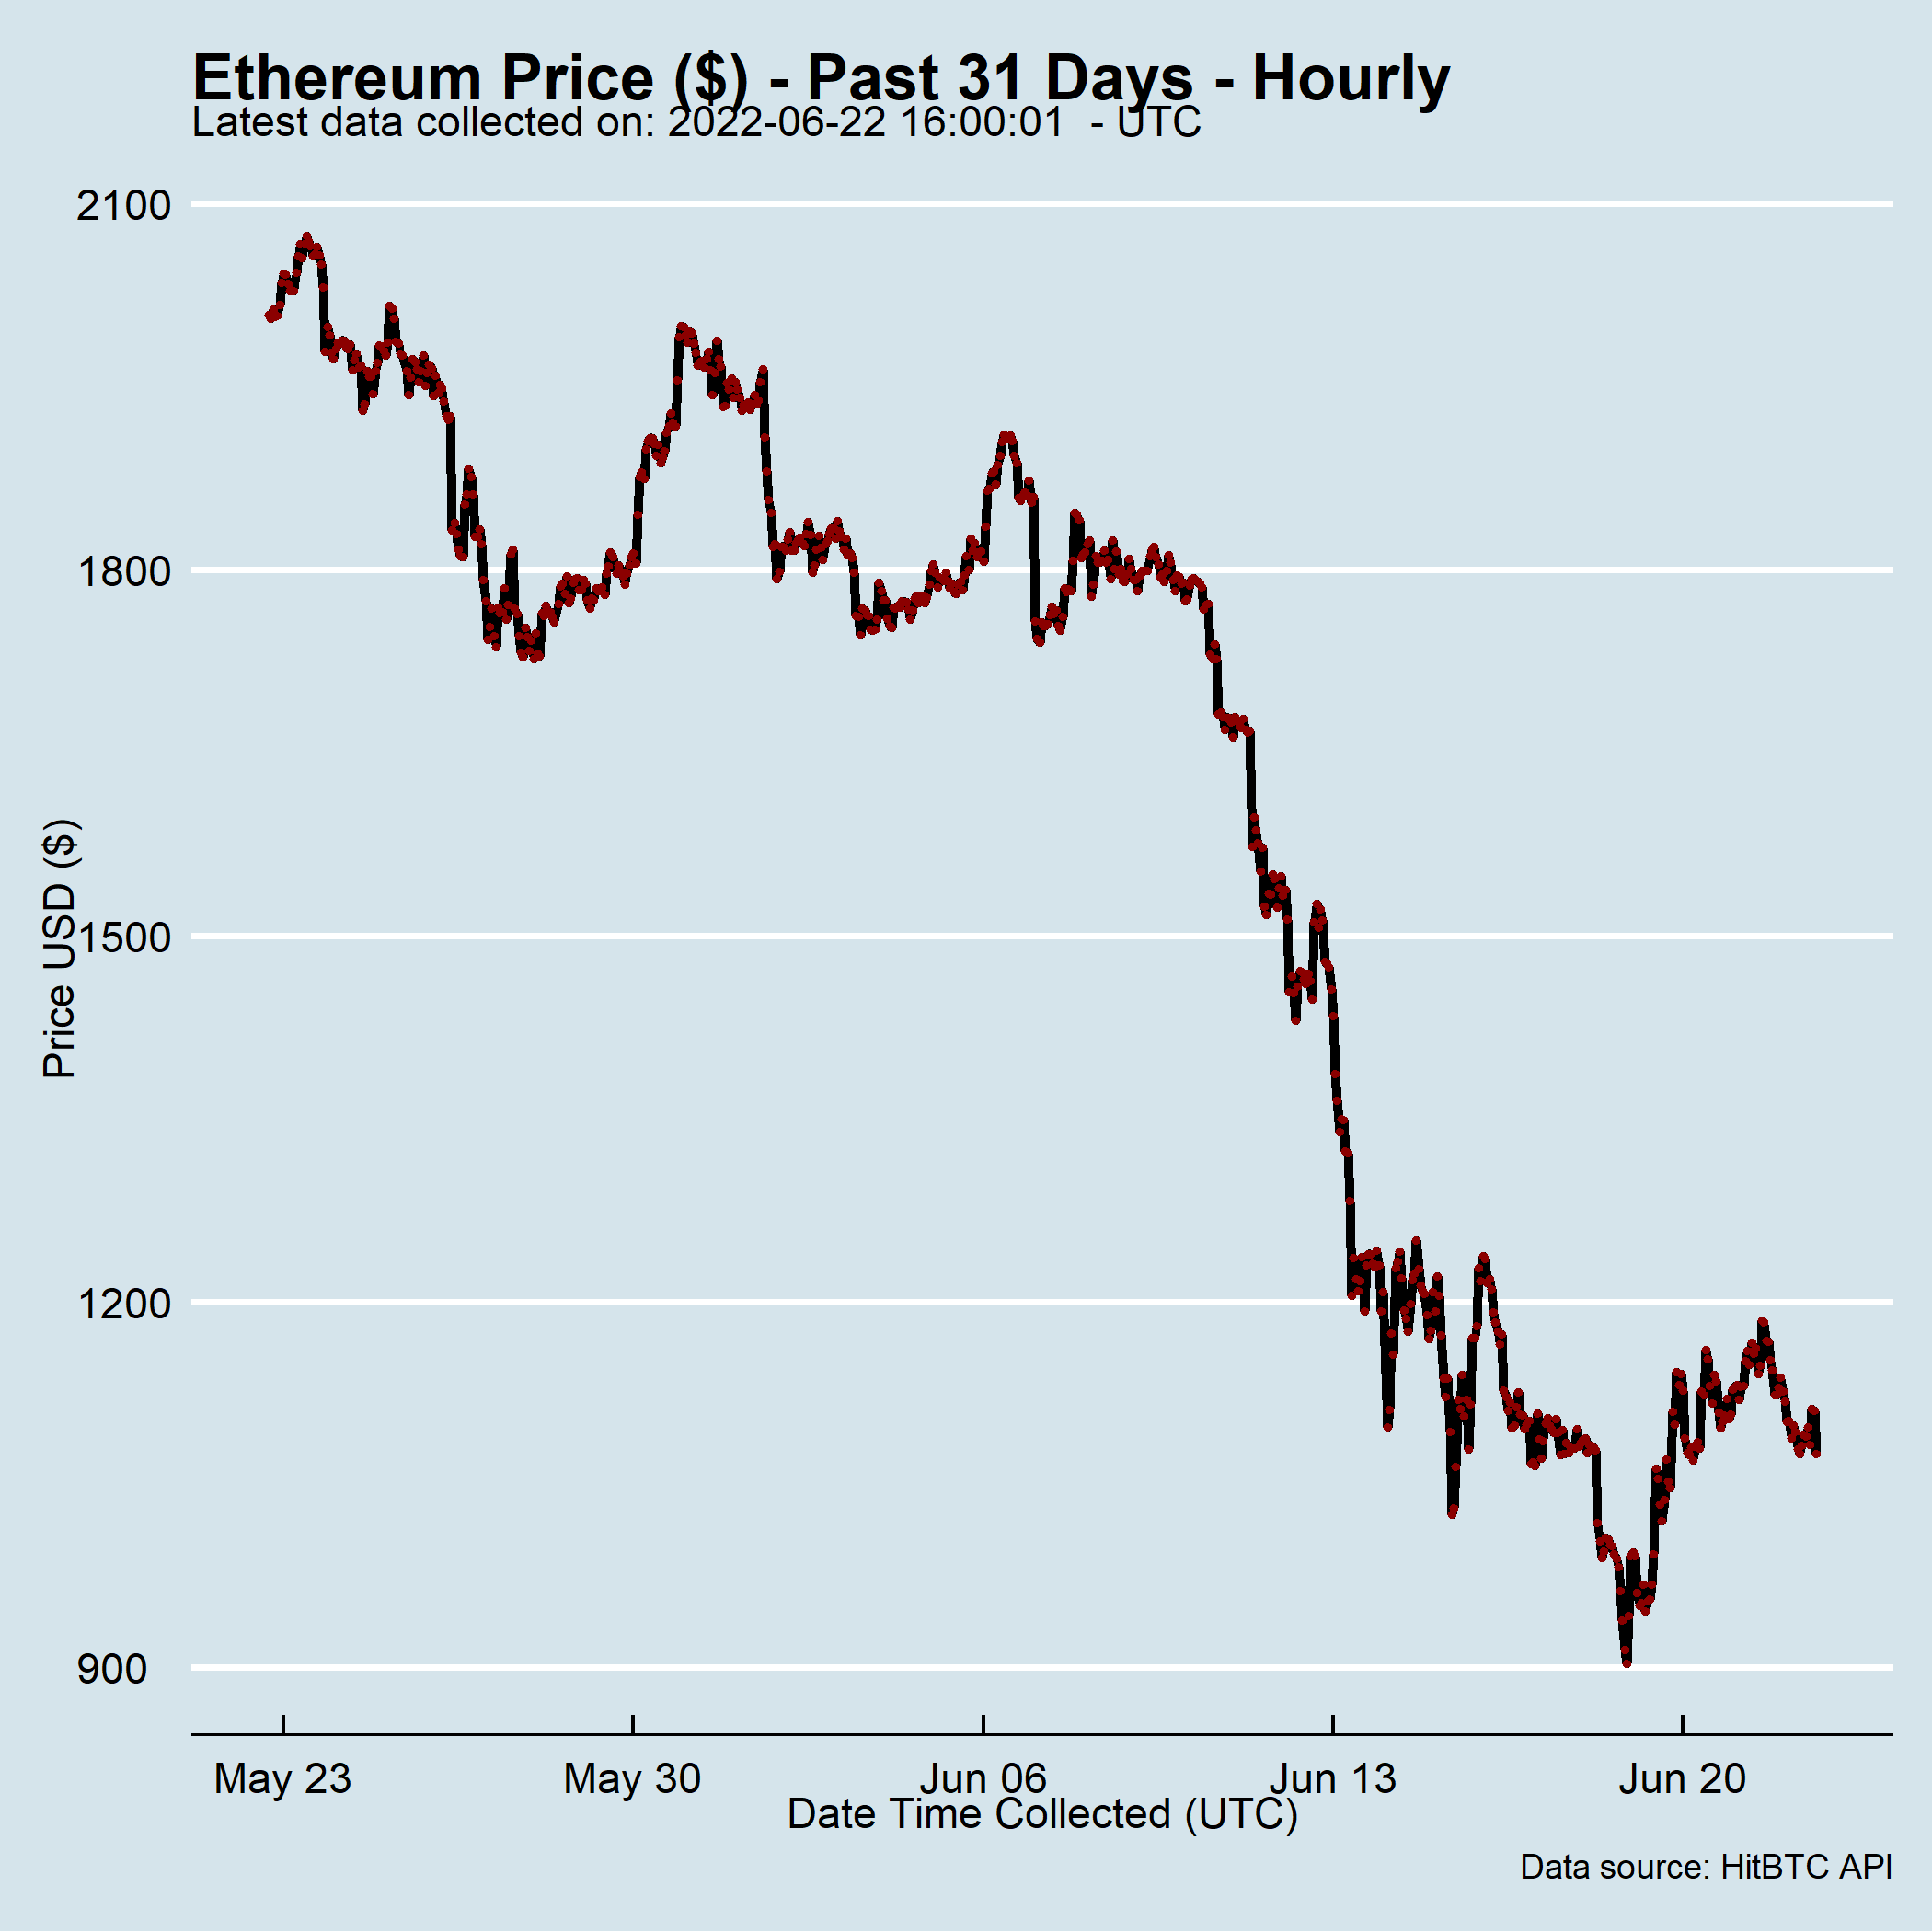 Ethereum Price ($) - Past 31 Days - Hourly
Latest data collected on: 2022-06-22 16:00:01  - UTC
2100
1800
1500
1200
900
Price USD ($)
May 23
May 30
Jun 06
Jun 13
Jun 20
Date Time Collected (UTC)
Data source: HitBTC API